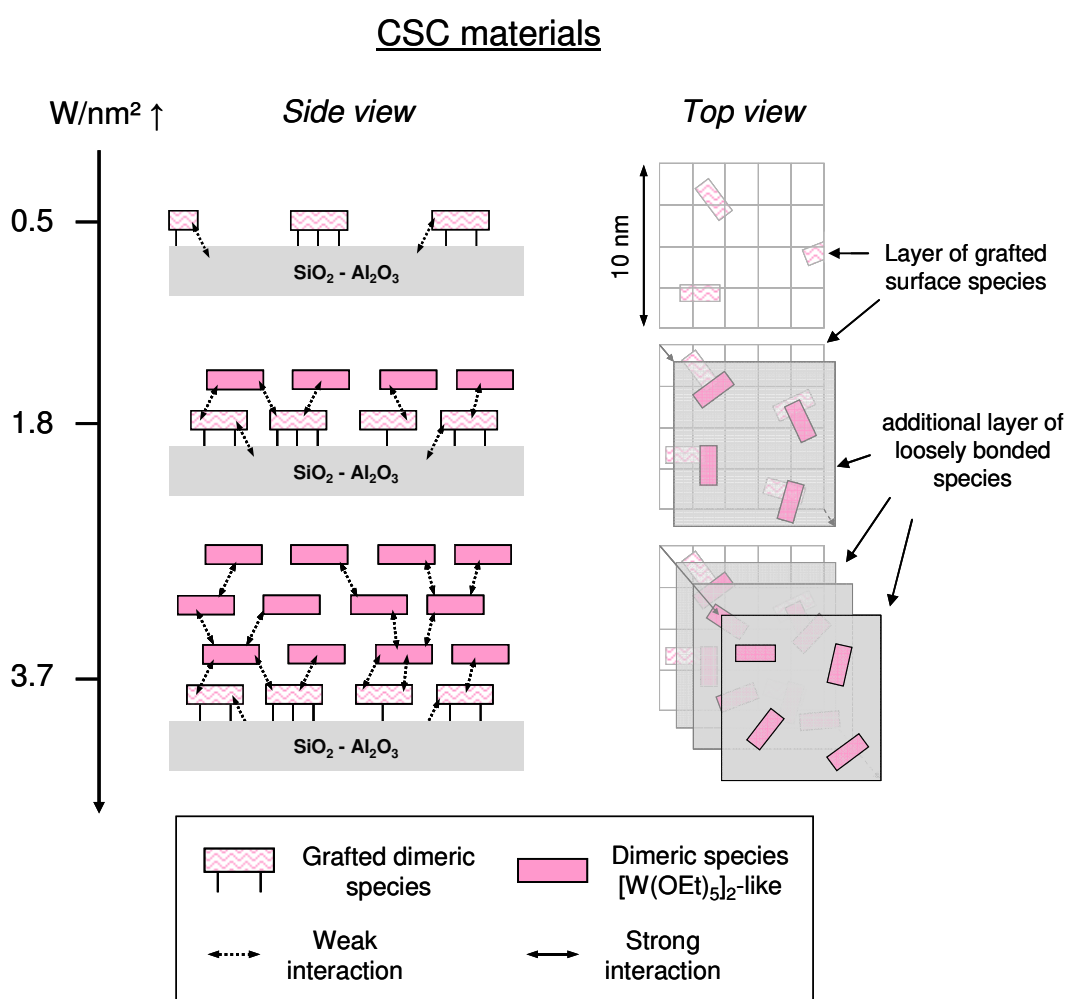 CSC materials
W/nm² ↑
Side view
Top view
0.5
SiO₂ - Al₂O₃
10 nm
Layer of grafted
surface species
1.8
SiO₂ - Al₂O₃
additional layer of
loosely bonded
species
3.7
SiO₂ - Al₂O₃
Grafted dimeric
species
Dimeric species
[W(OEt)₅]₂-like
Weak
interaction
Strong
interaction